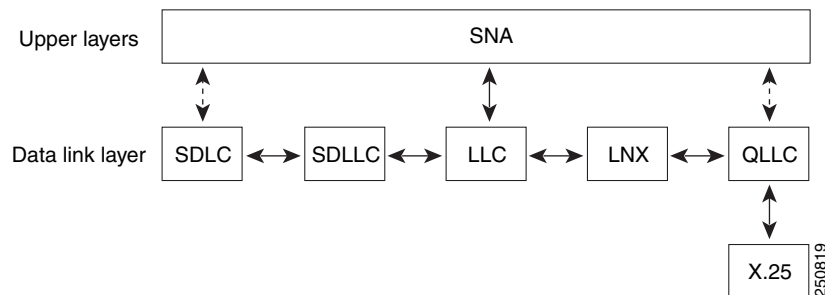 Upper layers
SNA
Data link layer
SDLC
SDLLC
LLC
LNX
QLLC
X.25
250819